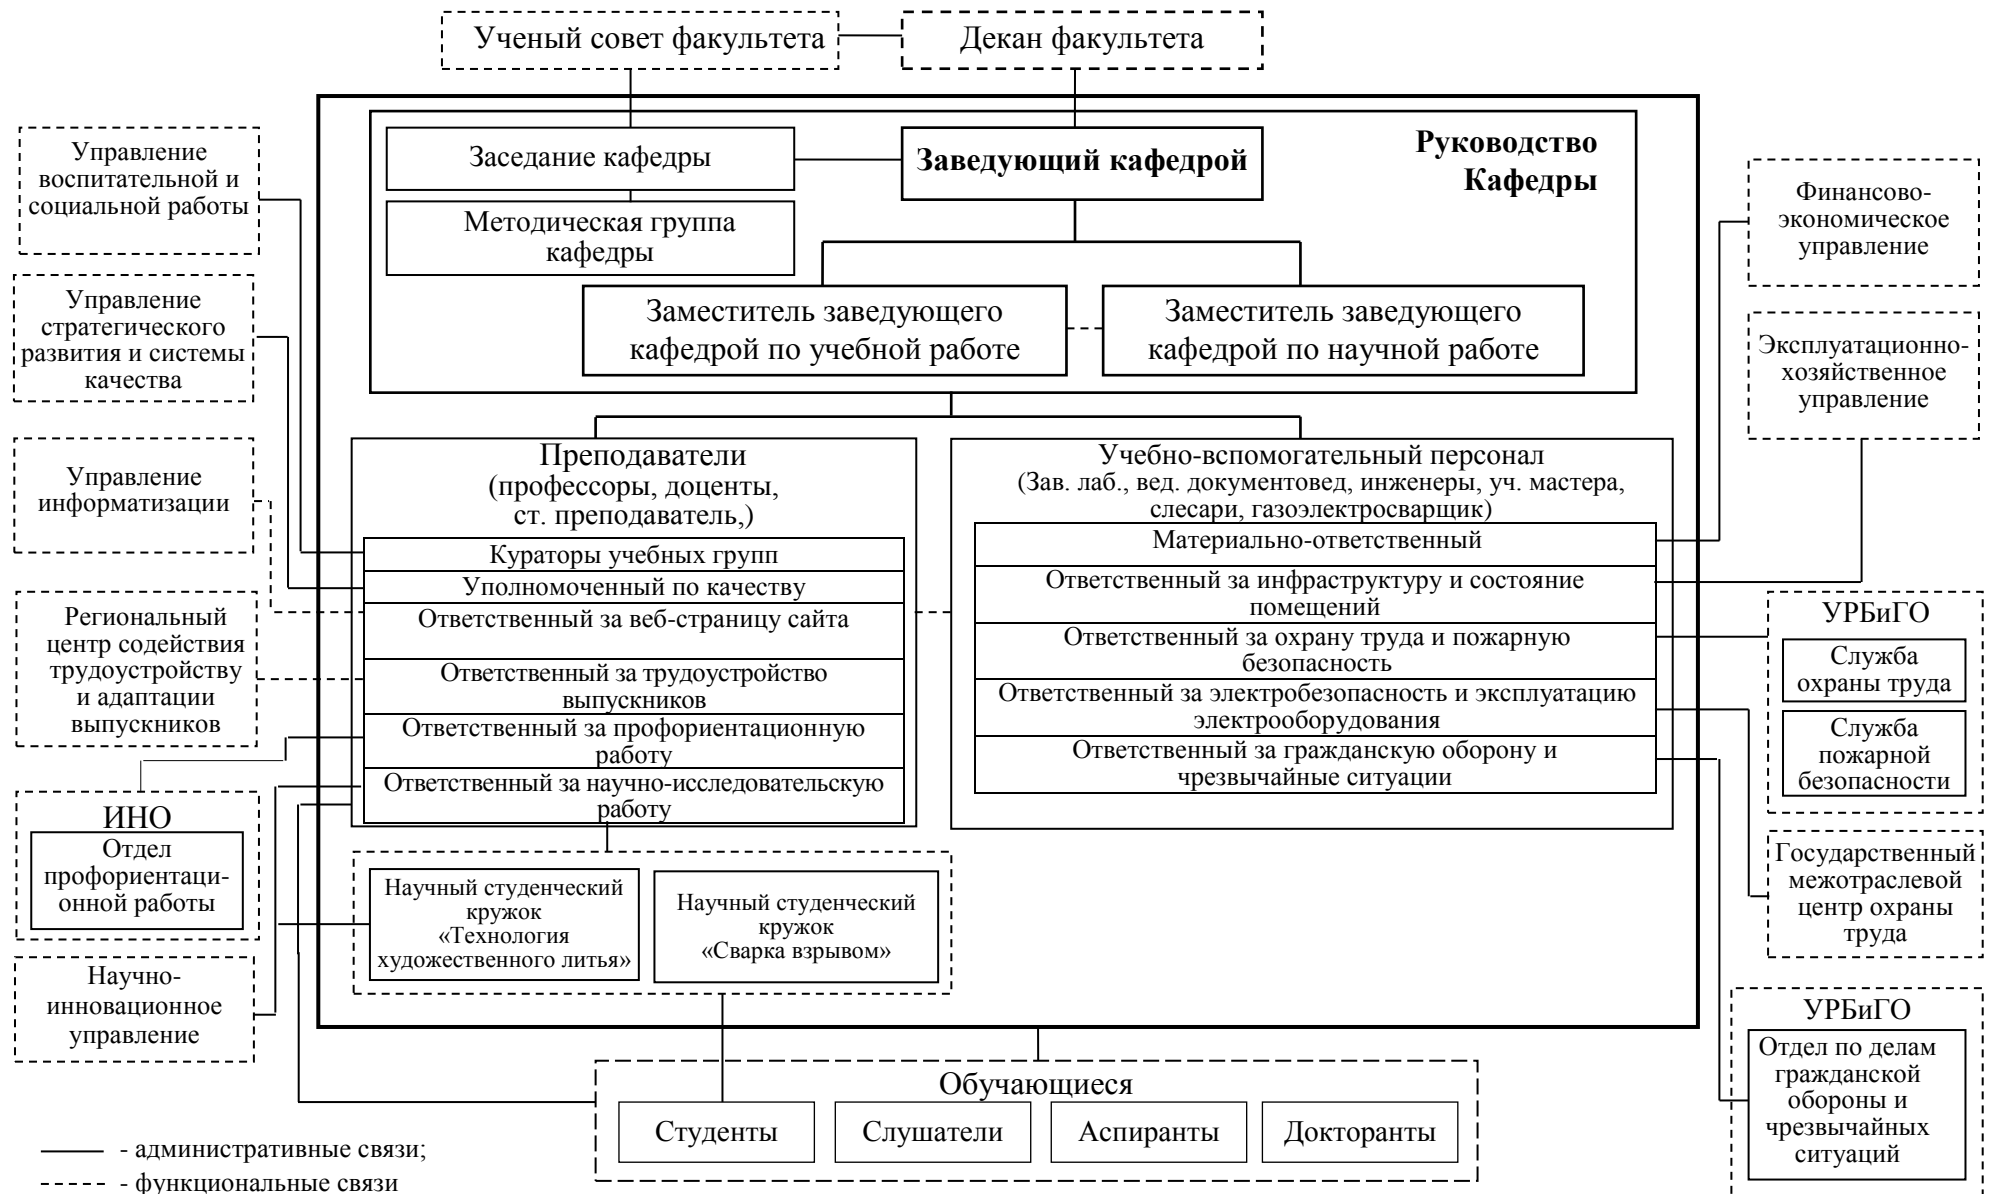 Ученый совет факультета
Декан факультета
Руководство
Кафедры
Заседание кафедры
Заведующий кафедрой
Методическая группа
кафедры
Заместитель заведующего
кафедрой по учебной работе
Заместитель заведующего
кафедрой по научной работе
Управление
воспитательной и
социальной работы
Управление
стратегического
развития и системы
качества
Управление
информатизации
Региональный
центр содействия
трудоустройству
и адаптации
выпускников
ИНО
Отдел
профориентаци-
онной работы
Научно-
инновационное
управление
Преподаватели
(профессоры, доценты,
ст. преподаватель,)
Кураторы учебных групп
Уполномоченный по качеству
Ответственный за веб-страницу сайта
Ответственный за трудоустройство
выпускников
Ответственный за профориентационную
работу
Ответственный за научно-исследовательскую
работу
Учебно-вспомогательный персонал
(Зав. лаб., вед. документовед, инженеры, уч. мастера,
слесари, газоэлектросварщик)
Материально-ответственный
Ответственный за инфраструктуру и состояние
помещений
Ответственный за охрану труда и пожарную
безопасность
Ответственный за электробезопасность и эксплуатацию
электрооборудования
Ответственный за гражданскую оборону и
чрезвычайные ситуации
Научный студенческий
кружок
«Технология
художественного литья»
Научный студенческий
кружок
«Сварка взрывом»
Финансово-
экономическое
управление
Эксплуатационно-
хозяйственное
управление
УРБиГО
Служба
охраны труда
Служба
пожарной
безопасности
Государственный
межотраслевой
центр охраны
труда
УРБиГО
Отдел по делам
гражданской
обороны и
чрезвычайных
ситуаций
Обучающиеся
Студенты
Слушатели
Аспиранты
Докторанты
- административные связи;
- функциональные связи